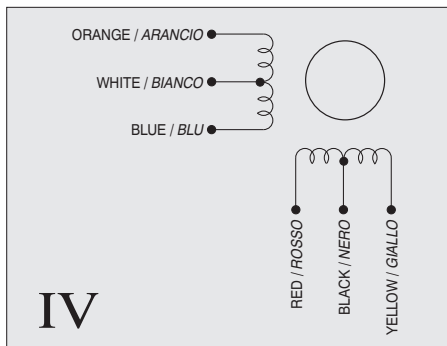 ORANGE / ARANCIO
WHITE / BIANCO
BLUE / BLU
RED / ROSSO
BLACK / NERO
YELLOW / GIALLO
IV